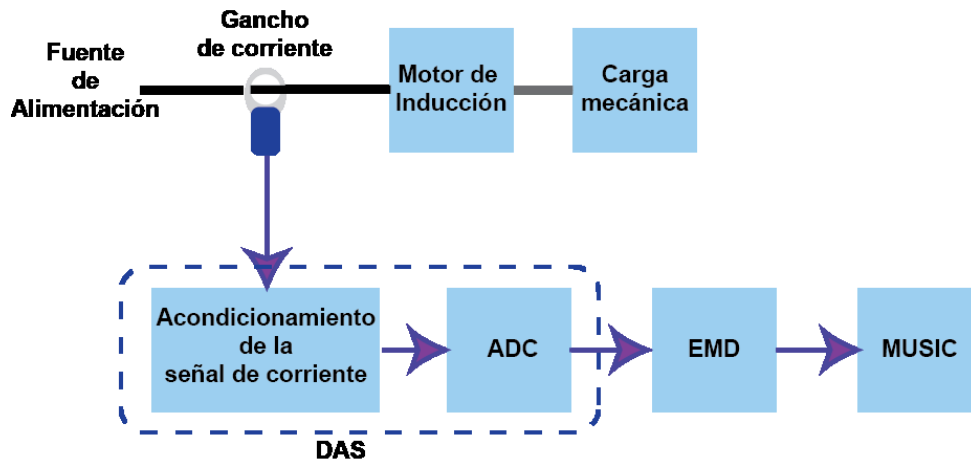 Fuente
de
Alimentación
Gancho
de corriente
Motor de
Inducción
Carga
mecánica
Acondicionamiento
de la
señal de corriente
ADC
EMD
MUSIC
DAS